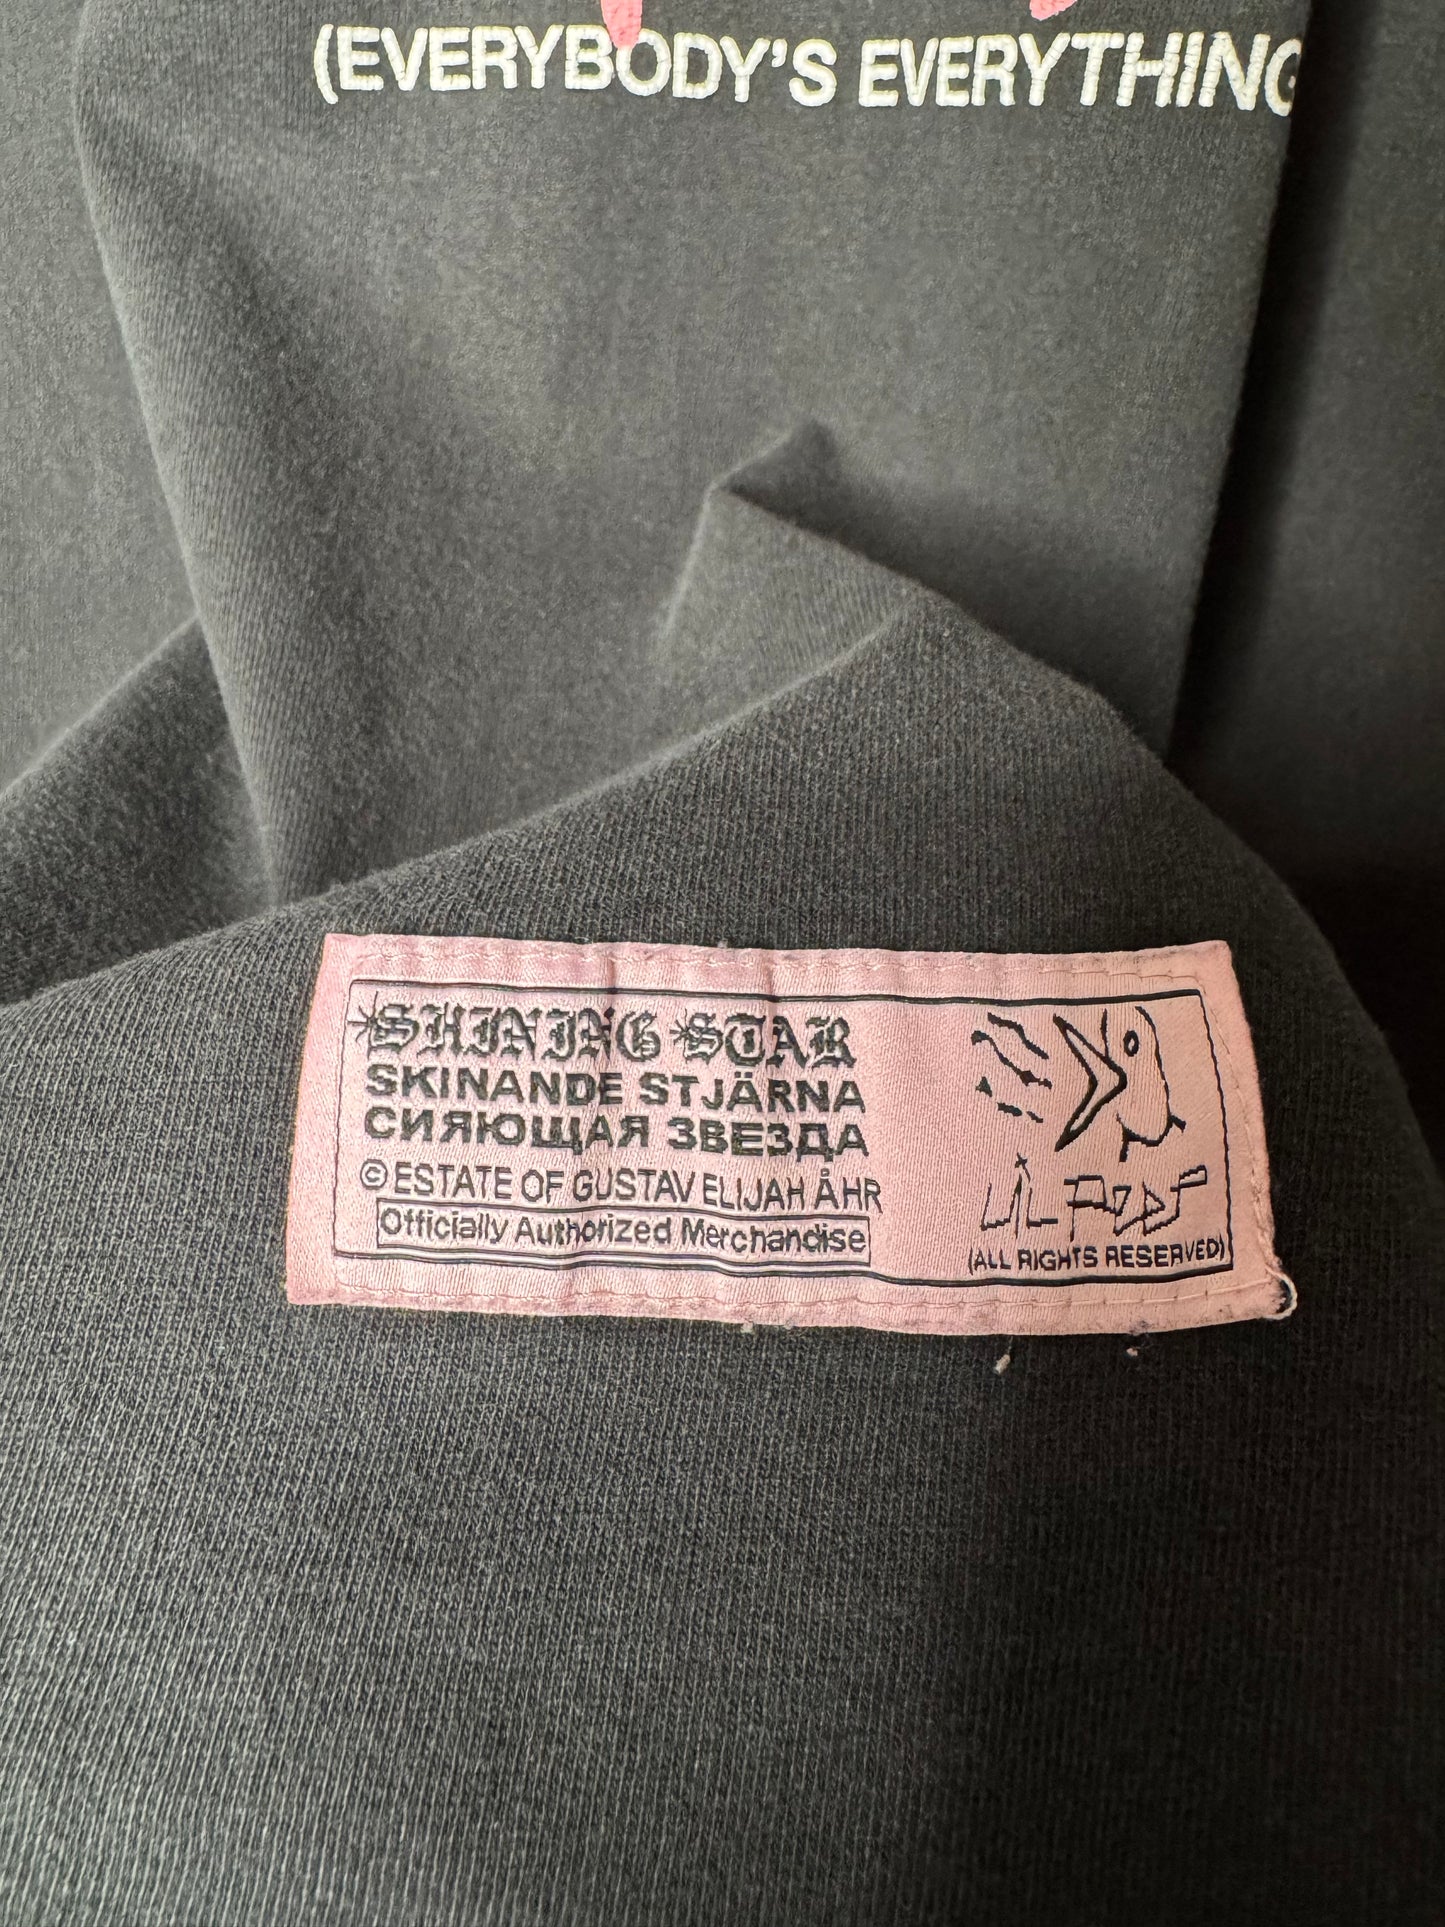 (EVERYBODY'S EVERYTHING
SHINING STAR
SKINANDE STJÄRNA
СИЯЮЩАЯ ЗВЕЗДА
© ESTATE OF GUSTAV ELIJAH ÅHR
Officially Authorized Merchandise
LiL PEEP
(ALL RIGHTS RESERVED)